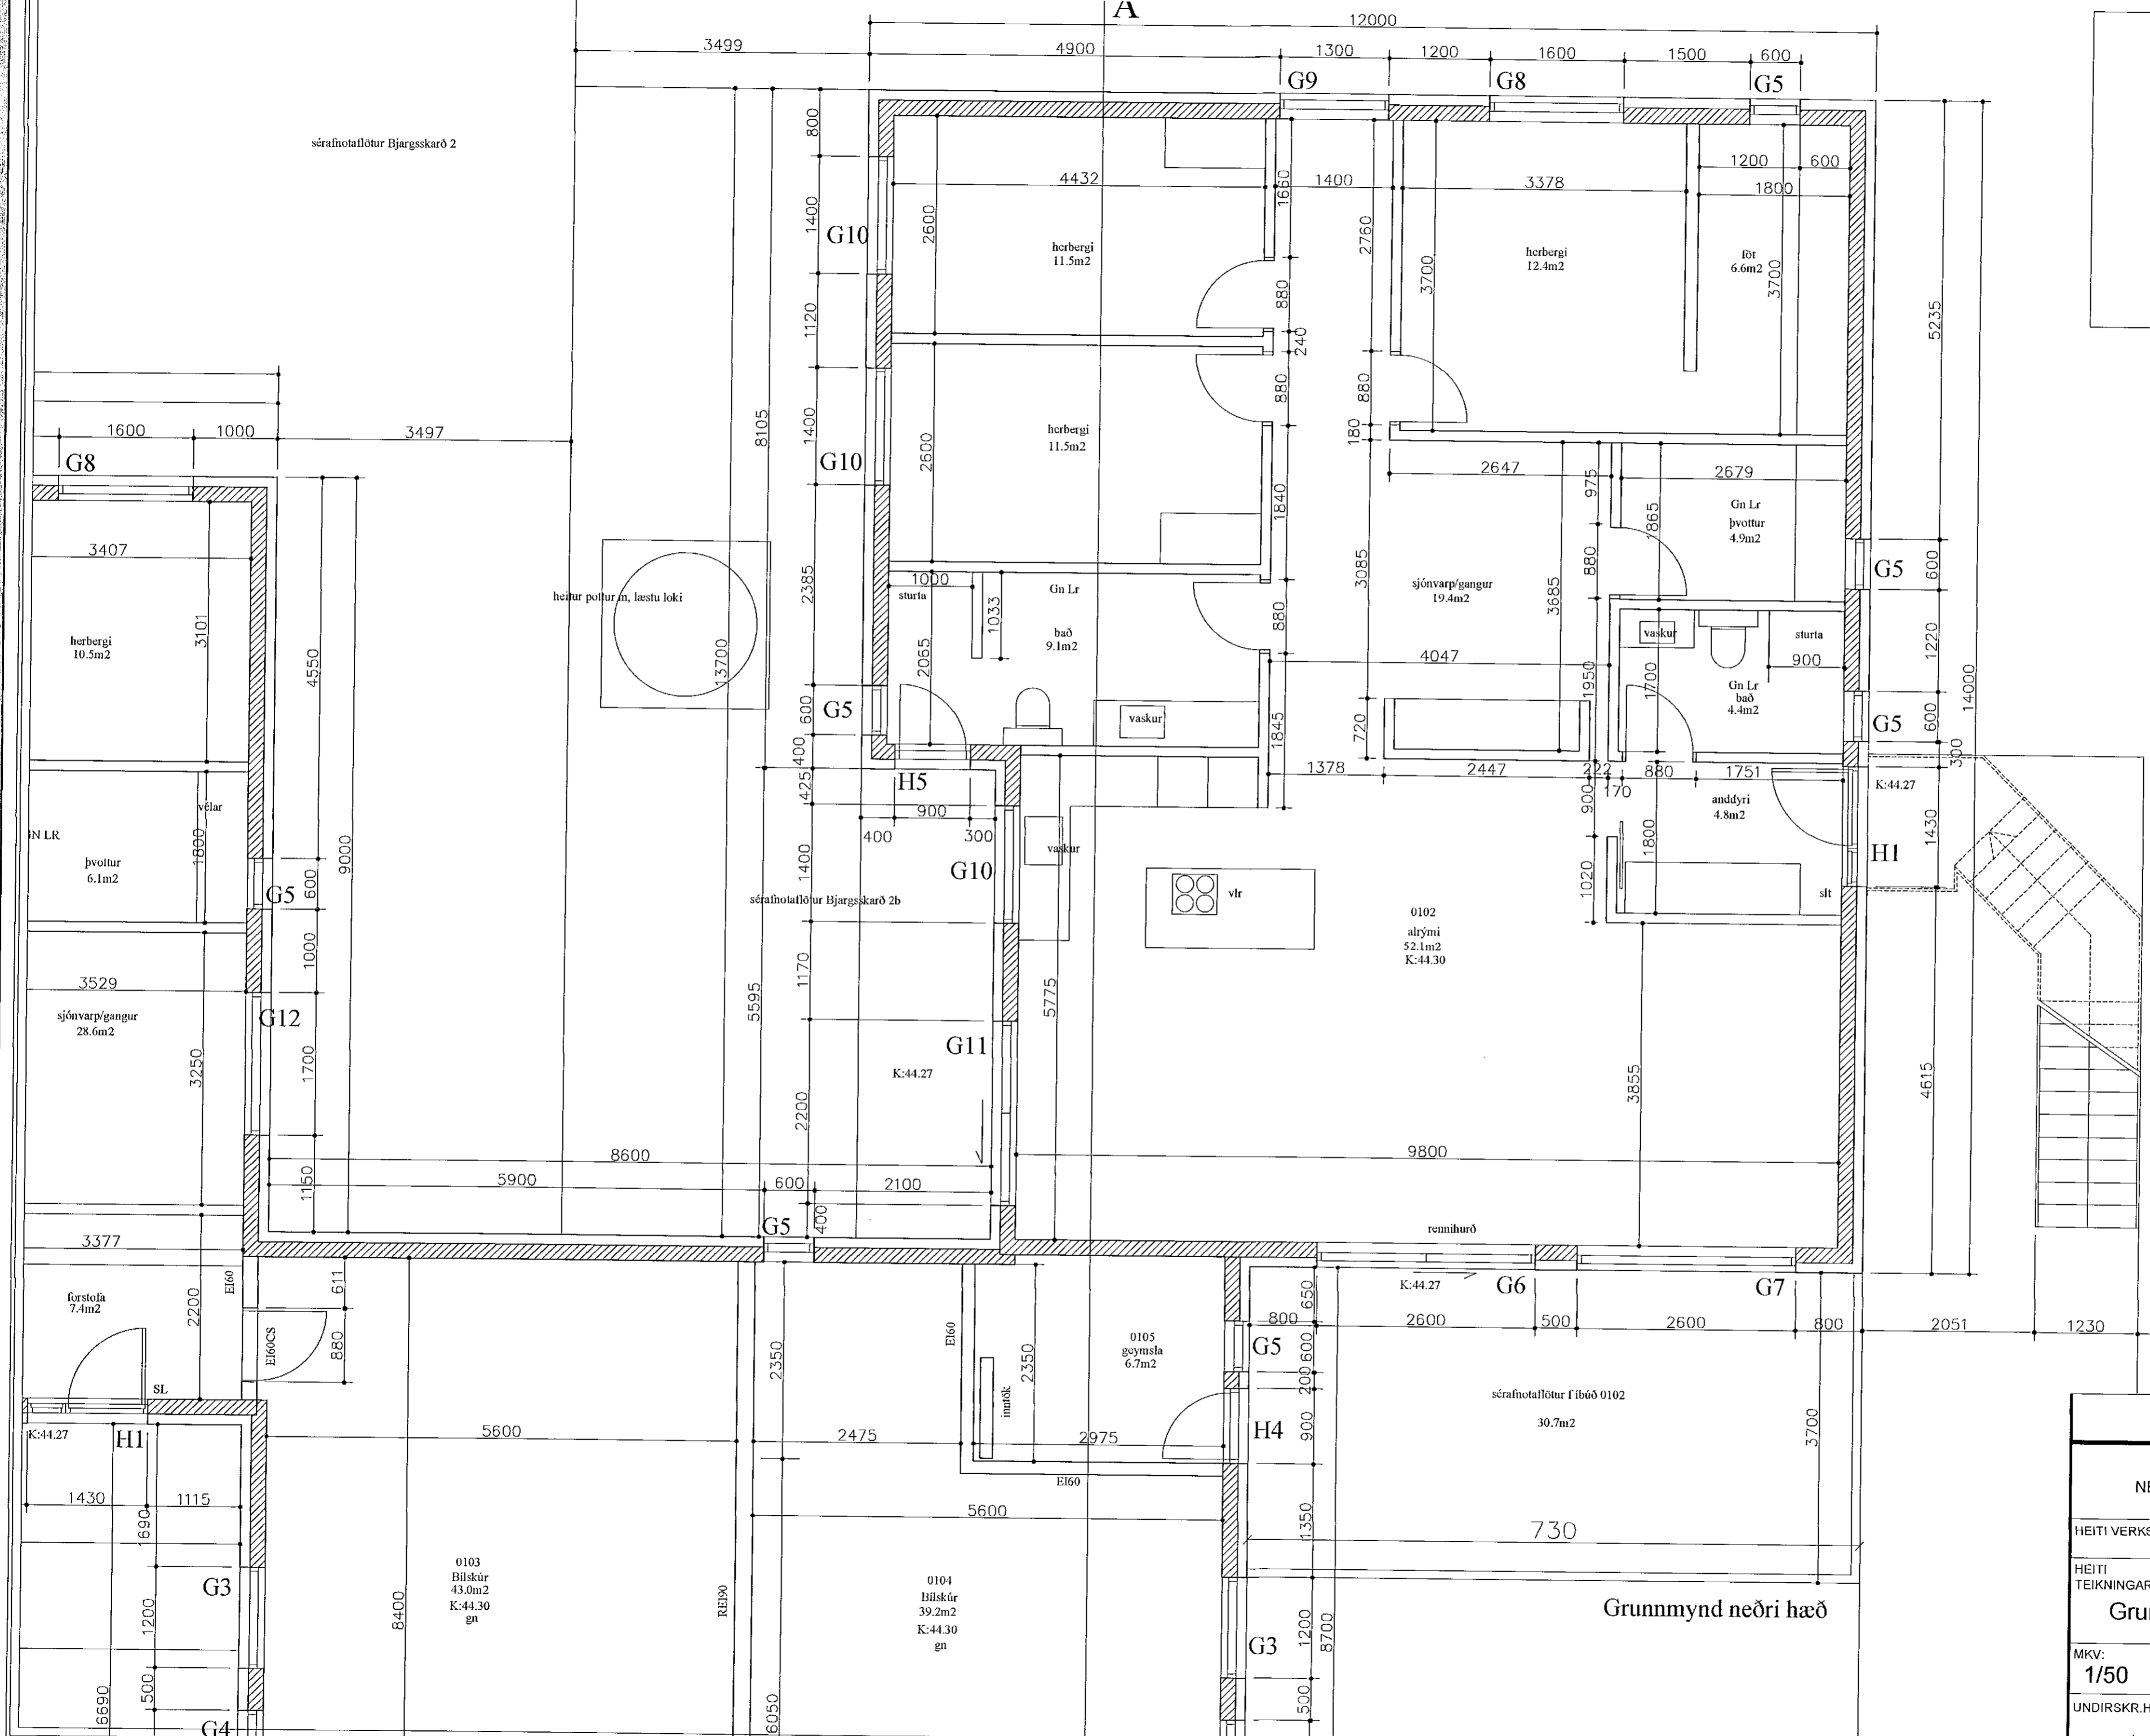 A
12000
3499
4900
1300
1200
1600
1500
600
G9
G8
G5
sérafnotaflötur Bjargsskarð 2
800
1400
G10
1120
1400
G10
2385
G5
600
400
425
8105
13700
4432
2600
herbergi
11.5m2
1660
1400
880
240
880
2760
3378
3700
herbergi
12.4m2
1200
600
1800
föt
6.6m2
3700
5235
14000
2600
herbergi
11.5m2
880
180
1840
2647
975
2679
1865
Gn Lr
þvottur
4.9m2
G5
600
1600
1000
3497
G8
3407
3101
herbergi
10.5m2
4550
9000
heitur pottur m, læstu loki
1000
sturta
1033
2065
Gn Lr
bað
9.1m2
880
1845
vaskur
3085
sjónvarp/gangur
19.4m2
3685
880
4047
1950
720
vaskur
sturta
900
1700
Gn Lr
bað
4.4m2
1220
G5
600
300
1378
2447
222
880
1751
170
900
anddyri
4.8m2
1800
1020
slt
K:44.27
1430
H1
H5
900
400
300
1400
G10
vaskur
vlr
sérafnotaflötur Bjargsskarð 2b
0102
alrými
52.1m2
K:44.30
vélar
1800
GN LR
þvottur
6.1m2
G5
600
1000
3529
sjónvarp/gangur
28.6m2
3250
G12
1700
1150
1170
5595
G11
K:44.27
2200
5775
3855
4615
8600
5900
600
2100
400
G5
9800
rennihurð
K:44.27
G6
G7
3377
EI60
611
forstofa
7.4m2
2200
EI60CS
880
SL
K:44.27
H1
1430
1115
1690
G3
1200
500
6690
G4
5600
0103
Bílskúr
43.0m2
K:44.30
gn
8400
REI90
2350
2475
EI60
inntök
2350
0105
geymsla
6.7m2
2975
EI60
5600
0104
Bílskúr
39.2m2
K:44.30
gn
6050
650
800
2600
500
2600
800
2051
1230
G5
600
200
H4
900
sérafnotaflötur f íbúð 0102
30.7m2
3700
1350
730
G3
1200
8700
500
Grunnmynd neðri hæð
HEITI VERKS
HEITI
TEIKNINGAR
Gru
MKV:
1/50
UNDIRSKR.H